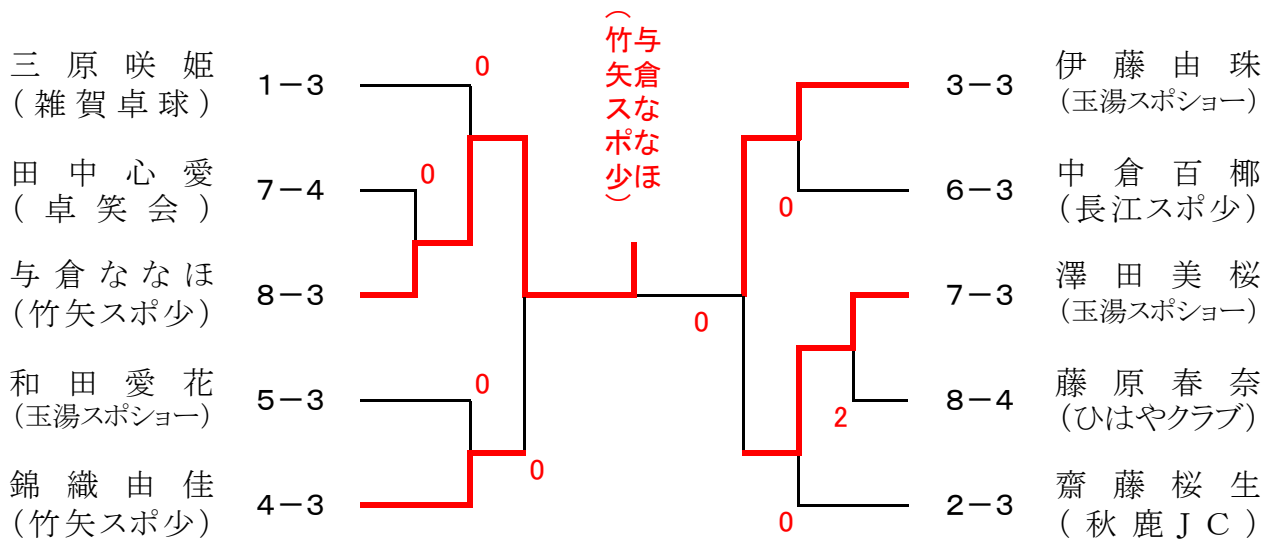 与倉ななほ
（竹矢スポ少）
三原咲姫
（雑賀卓球）
1－3
0
田中心愛
（卓笑会）
7－4
0
与倉ななほ
（竹矢スポ少）
8－3
和田愛花
（玉湯スポショー）
5－3
0
錦織由佳
（竹矢スポ少）
4－3
0
0
3－3
伊藤由珠
（玉湯スポショー）
6－3
中倉百椰
（長江スポ少）
0
7－3
澤田美桜
（玉湯スポショー）
8－4
藤原春奈
（ひはやクラブ）
2
2－3
齋藤桜生
（秋鹿ＪＣ）
0